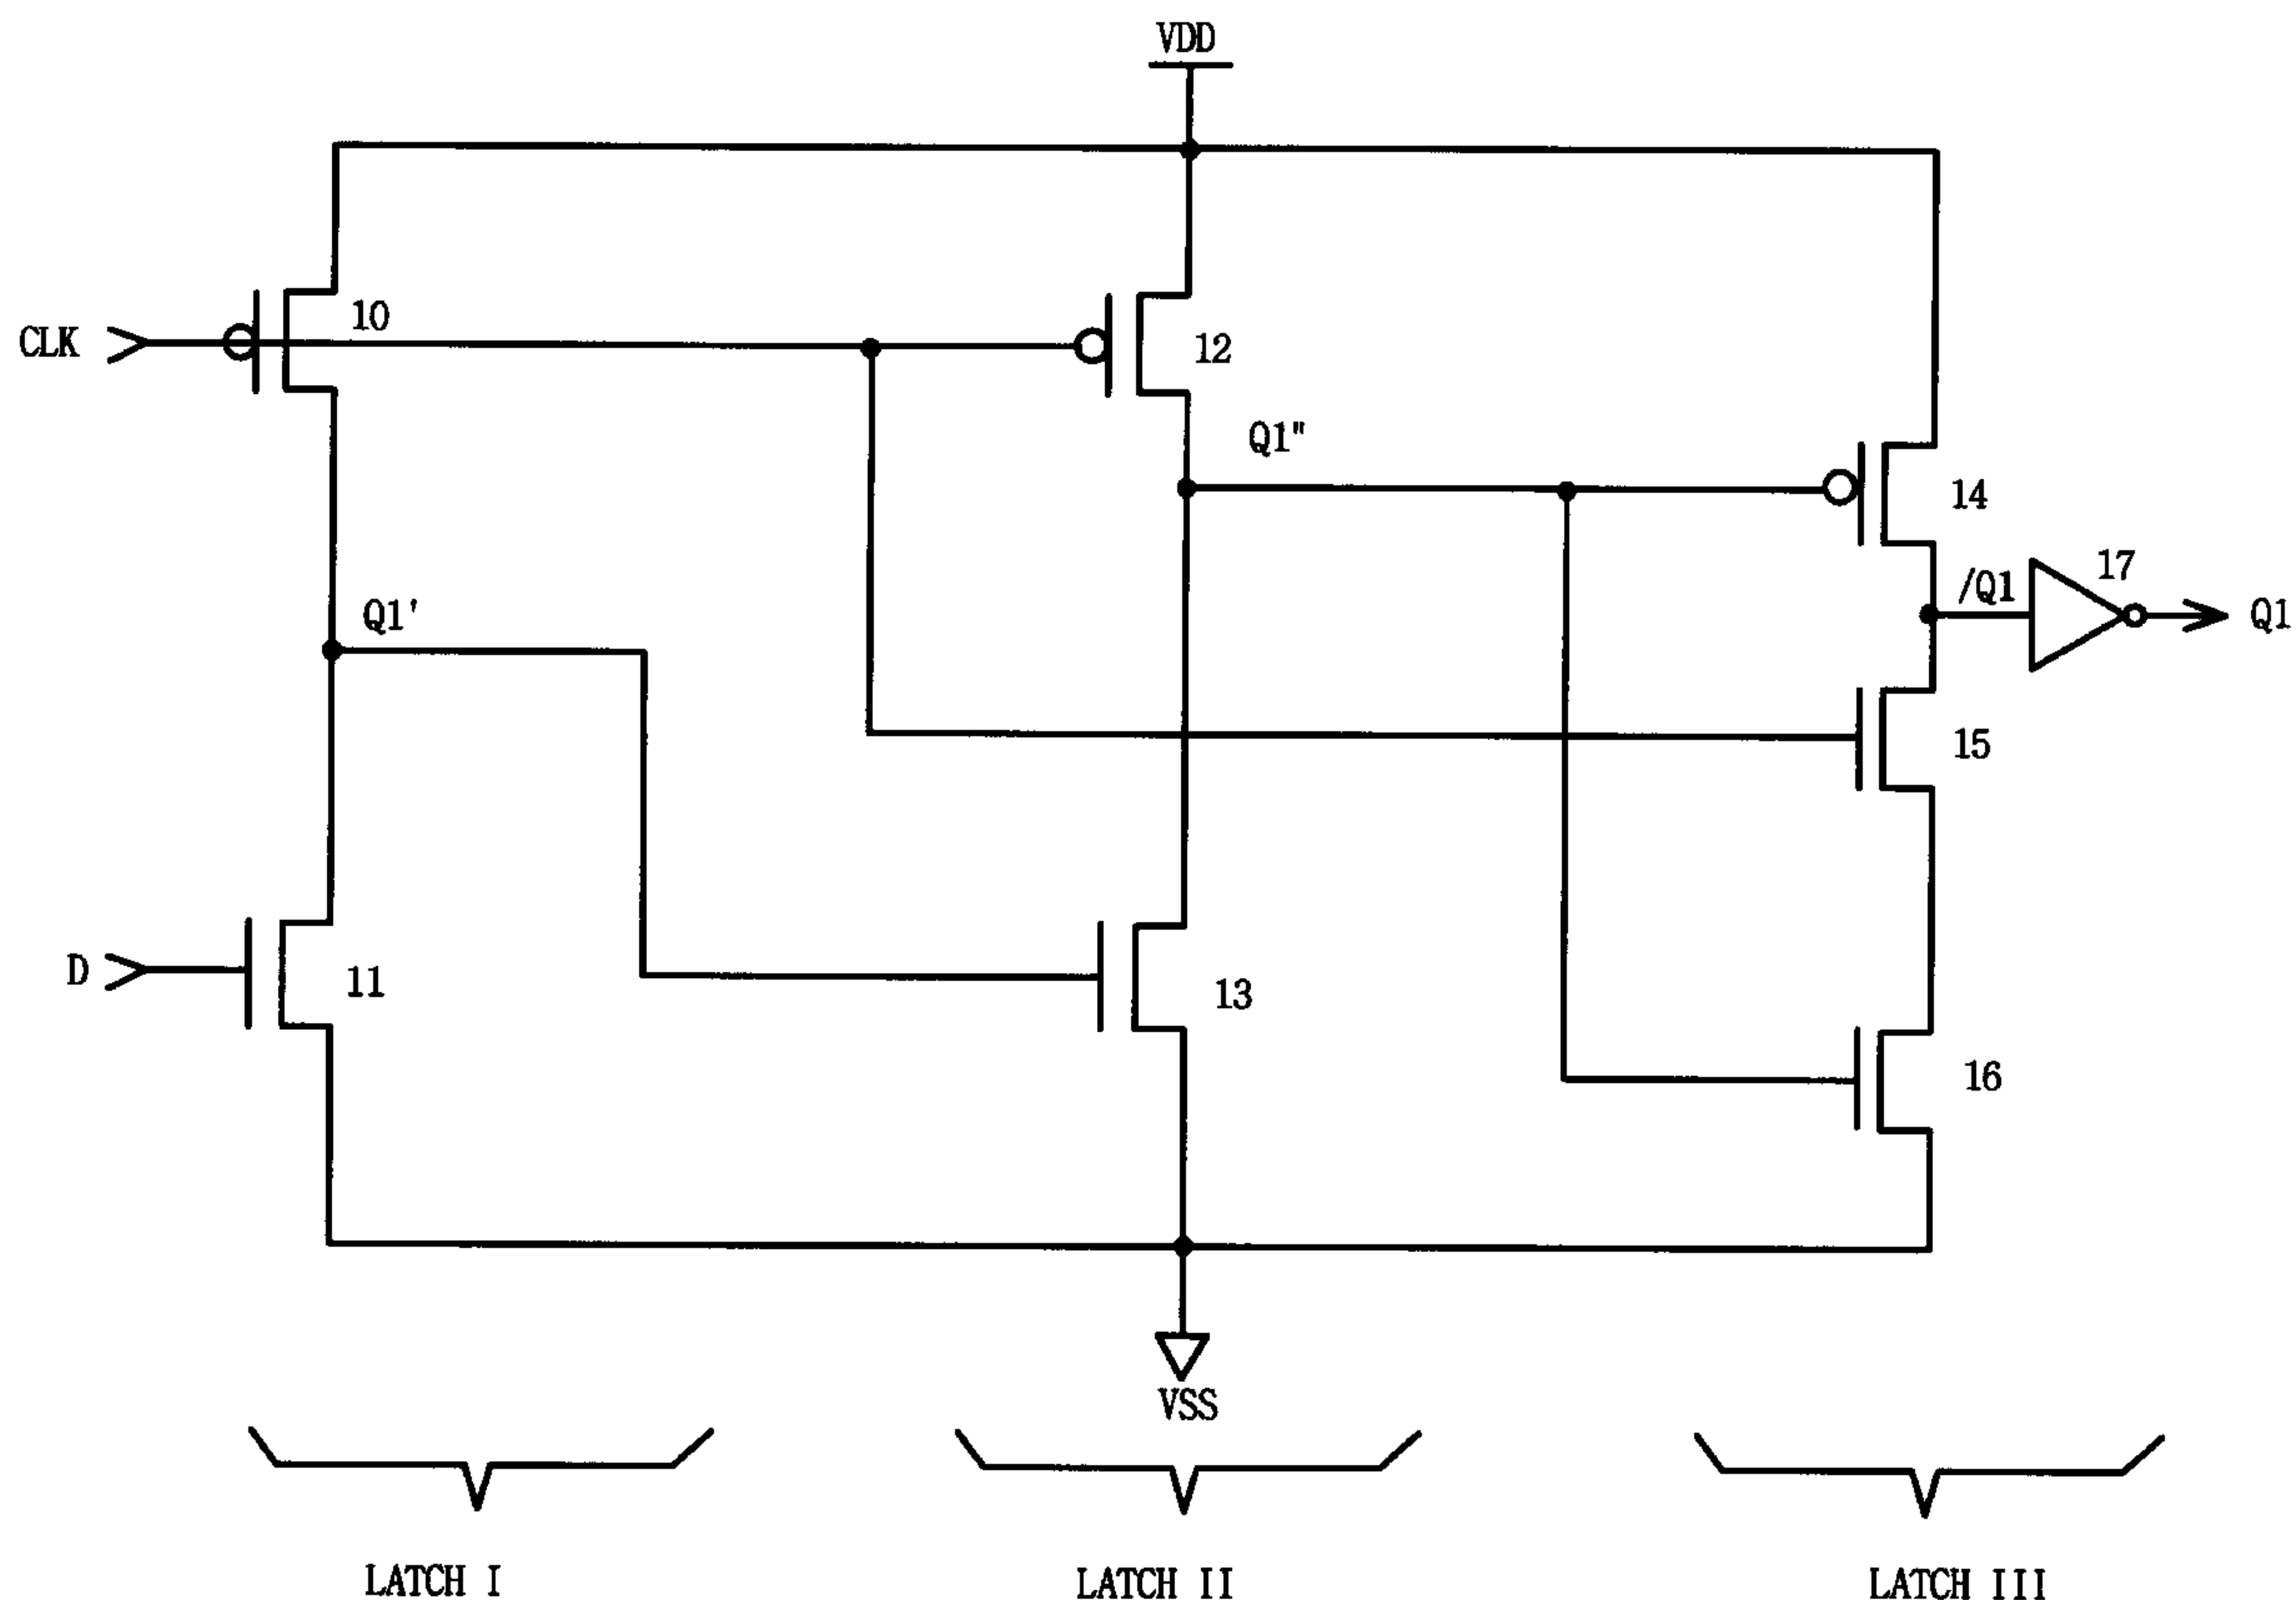 VDD
10
CLK
12
Q1"
14
17
/Q1
Q1
Q1'
15
D
11
13
16
VSS
LATCH I
LATCH II
LATCH III